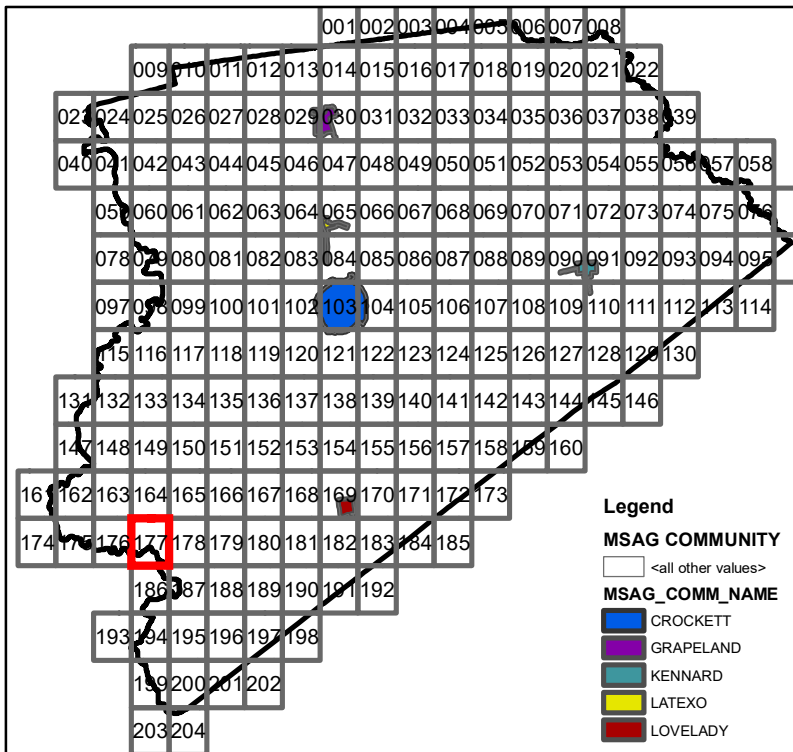 001 002 003 004 005 006 007 008
009 010 011 012 013 014 015 016 017 018 019 020 021 022
023 024 025 026 027 028 029 030 031 032 033 034 035 036 037 038 039
040 041 042 043 044 045 046 047 048 049 050 051 052 053 054 055 056 057 058
059 060 061 062 063 064 065 066 067 068 069 070 071 072 073 074 075 076
078 079 080 081 082 083 084 085 086 087 088 089 090 091 092 093 094 095
097 098 099 100 101 102 103 104 105 106 107 108 109 110 111 112 113 114
115 116 117 118 119 120 121 122 123 124 125 126 127 128 129 130
131 132 133 134 135 136 137 138 139 140 141 142 143 144 145 146
147 148 149 150 151 152 153 154 155 156 157 158 159 160
161 162 163 164 165 166 167 168 169 170 171 172 173
174 175 176 177 178 179 180 181 182 183 184 185
186 187 188 189 190 191 192
193 194 195 196 197 198
199 200 201 202
203 204
Legend
MSAG COMMUNITY
<all other values>
MSAG_COMM_NAME
CROCKETT
GRAPELAND
KENNARD
LATEXO
LOVELADY